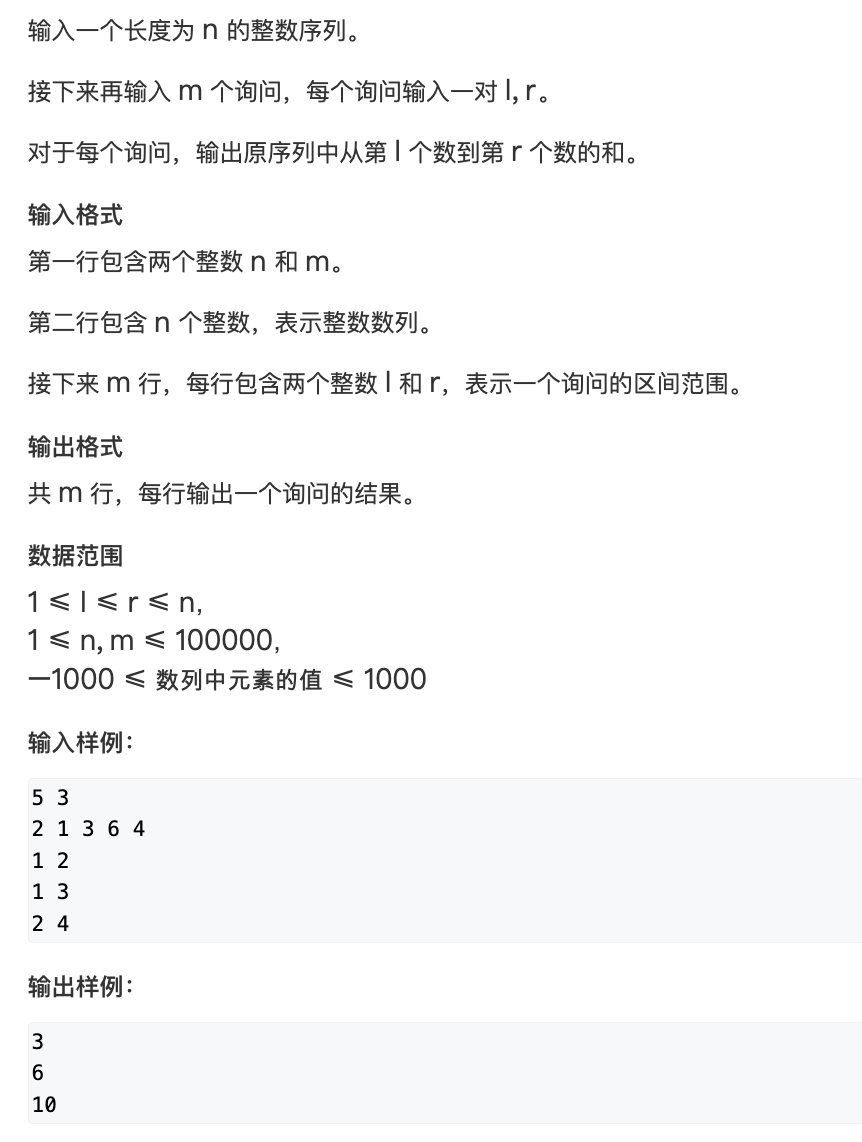 输入一个长度为 n 的整数序列。
接下来再输入 m 个询问，每个询问输入一对 l, r。
对于每个询问，输出原序列中从第 l 个数到第 r 个数的和。
输入格式
第一行包含两个整数 n 和 m。
第二行包含 n 个整数，表示整数数列。
接下来 m 行，每行包含两个整数 l 和 r，表示一个询问的区间范围。
输出格式
共 m 行，每行输出一个询问的结果。
数据范围
1 ≤ l ≤ r ≤ n,
1 ≤ n, m ≤ 100000,
−1000 ≤ 数列中元素的值 ≤ 1000
输入样例：
5 3
2 1 3 6 4
1 2
1 3
2 4
输出样例：
3
6
10